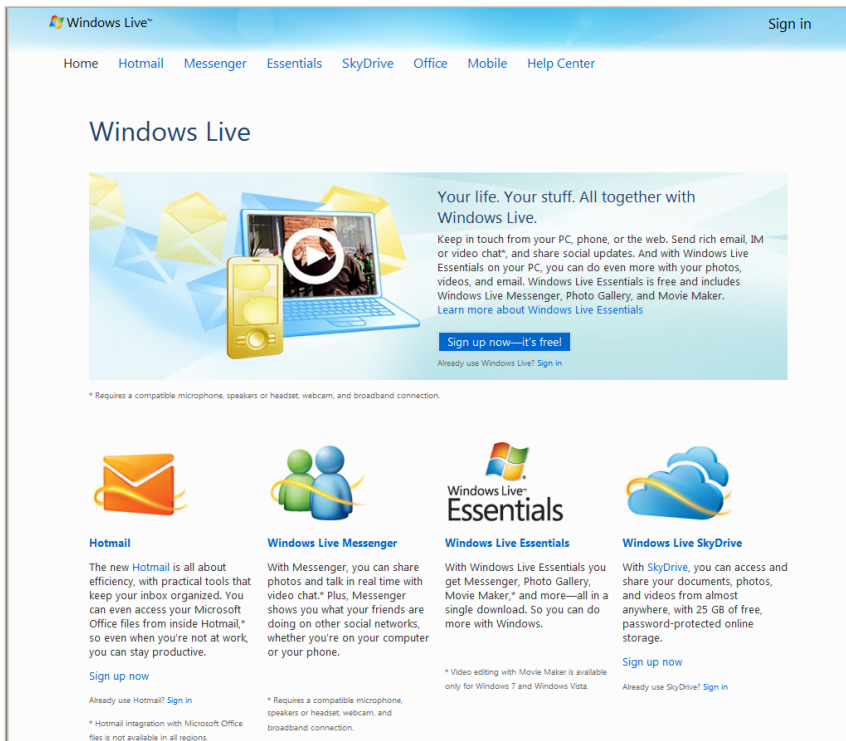 Windows Live™
Sign in
Home Hotmail Messenger Essentials SkyDrive Office Mobile Help Center
Windows Live
Your life. Your stuff. All together with
Windows Live.
Keep in touch from your PC, phone, or the web. Send rich email, IM
or video chat*, and share social updates. And with Windows Live
Essentials on your PC, you can do even more with your photos,
videos, and email. Windows Live Essentials is free and includes
Windows Live Messenger, Photo Gallery, and Movie Maker.
Learn more about Windows Live Essentials
Sign up now—it's free!
Already use Windows Live? Sign in
* Requires a compatible microphone, speakers or headset, webcam, and broadband connection.
Hotmail
The new Hotmail is all about
efficiency, with practical tools that
keep your inbox organized. You
can even access your Microsoft
Office files from inside Hotmail,*
so even when you're not at work,
you can stay productive.
Sign up now
Already use Hotmail? Sign in
* Hotmail integration with Microsoft Office
files is not available in all regions.
Windows Live Messenger
With Messenger, you can share
photos and talk in real time with
video chat.* Plus, Messenger
shows you what your friends are
doing on other social networks,
whether you're on your computer
or your phone.
* Requires a compatible microphone,
speakers or headset, webcam, and
broadband connection.
Windows Live™
Essentials
Windows Live Essentials
With Windows Live Essentials you
get Messenger, Photo Gallery,
Movie Maker,* and more—all in a
single download. So you can do
more with Windows.
* Video editing with Movie Maker is available
only for Windows 7 and Windows Vista.
Windows Live SkyDrive
With SkyDrive, you can access and
share your documents, photos,
and videos from almost
anywhere, with 25 GB of free,
password-protected online
storage.
Sign up now
Already use SkyDrive? Sign in